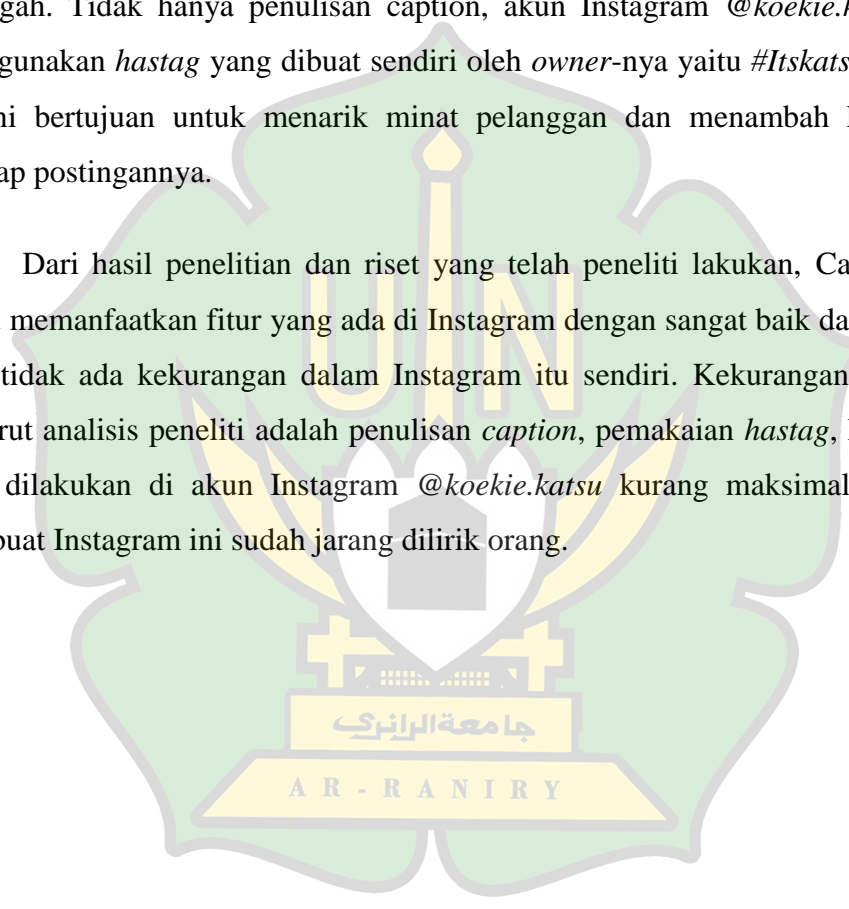 gah. Tidak hanya penulisan caption, akun Instagram @koekie.k
gunakan hastag yang dibuat sendiri oleh owner-nya yaitu #Itskats
ni bertujuan untuk menarik minat pelanggan dan menambah
ap postingannya.
Dari hasil penelitian dan riset yang telah peneliti lakukan, Ca
memanfaatkan fitur yang ada di Instagram dengan sangat baik da
tidak ada kekurangan dalam Instagram itu sendiri. Kekurangan
rut analisis peneliti adalah penulisan caption, pemakaian hastag,
dilakukan di akun Instagram @koekie.katsu kurang maksimal
buat Instagram ini sudah jarang dilirik orang.
UIN
جامعة الرانري
AR-RANIRY